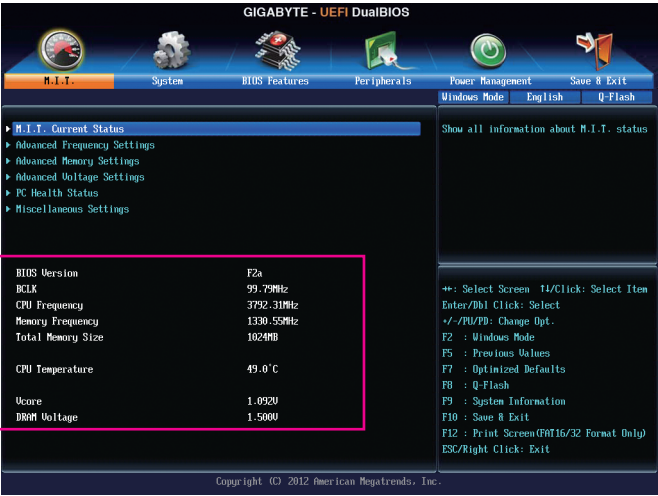 GIGABYTE - UEFI DualBIOS
M.I.T. System BIOS Features Peripherals Power Management Save & Exit
Windows Mode English Q-Flash
M.I.T. Current Status
Advanced Frequency Settings
Advanced Memory Settings
Advanced Voltage Settings
PC Health Status
Miscellaneous Settings
Show all information about M.I.T. status
BIOS Version F2a
BCLK 99.79MHz
CPU Frequency 3792.31MHz
Memory Frequency 1330.55MHz
Total Memory Size 1024MB
CPU Temperature 49.0°C
Vcore 1.092V
DRAM Voltage 1.500V
→←: Select Screen ↑↓/Click: Select Item
Enter/Dbl Click: Select
+/-/PU/PD: Change Opt.
F2 : Windows Mode
F5 : Previous Values
F7 : Optimized Defaults
F8 : Q-Flash
F9 : System Information
F10 : Save & Exit
F12 : Print Screen(FAT16/32 Format Only)
ESC/Right Click: Exit
Copyright (C) 2012 American Megatrends, Inc.